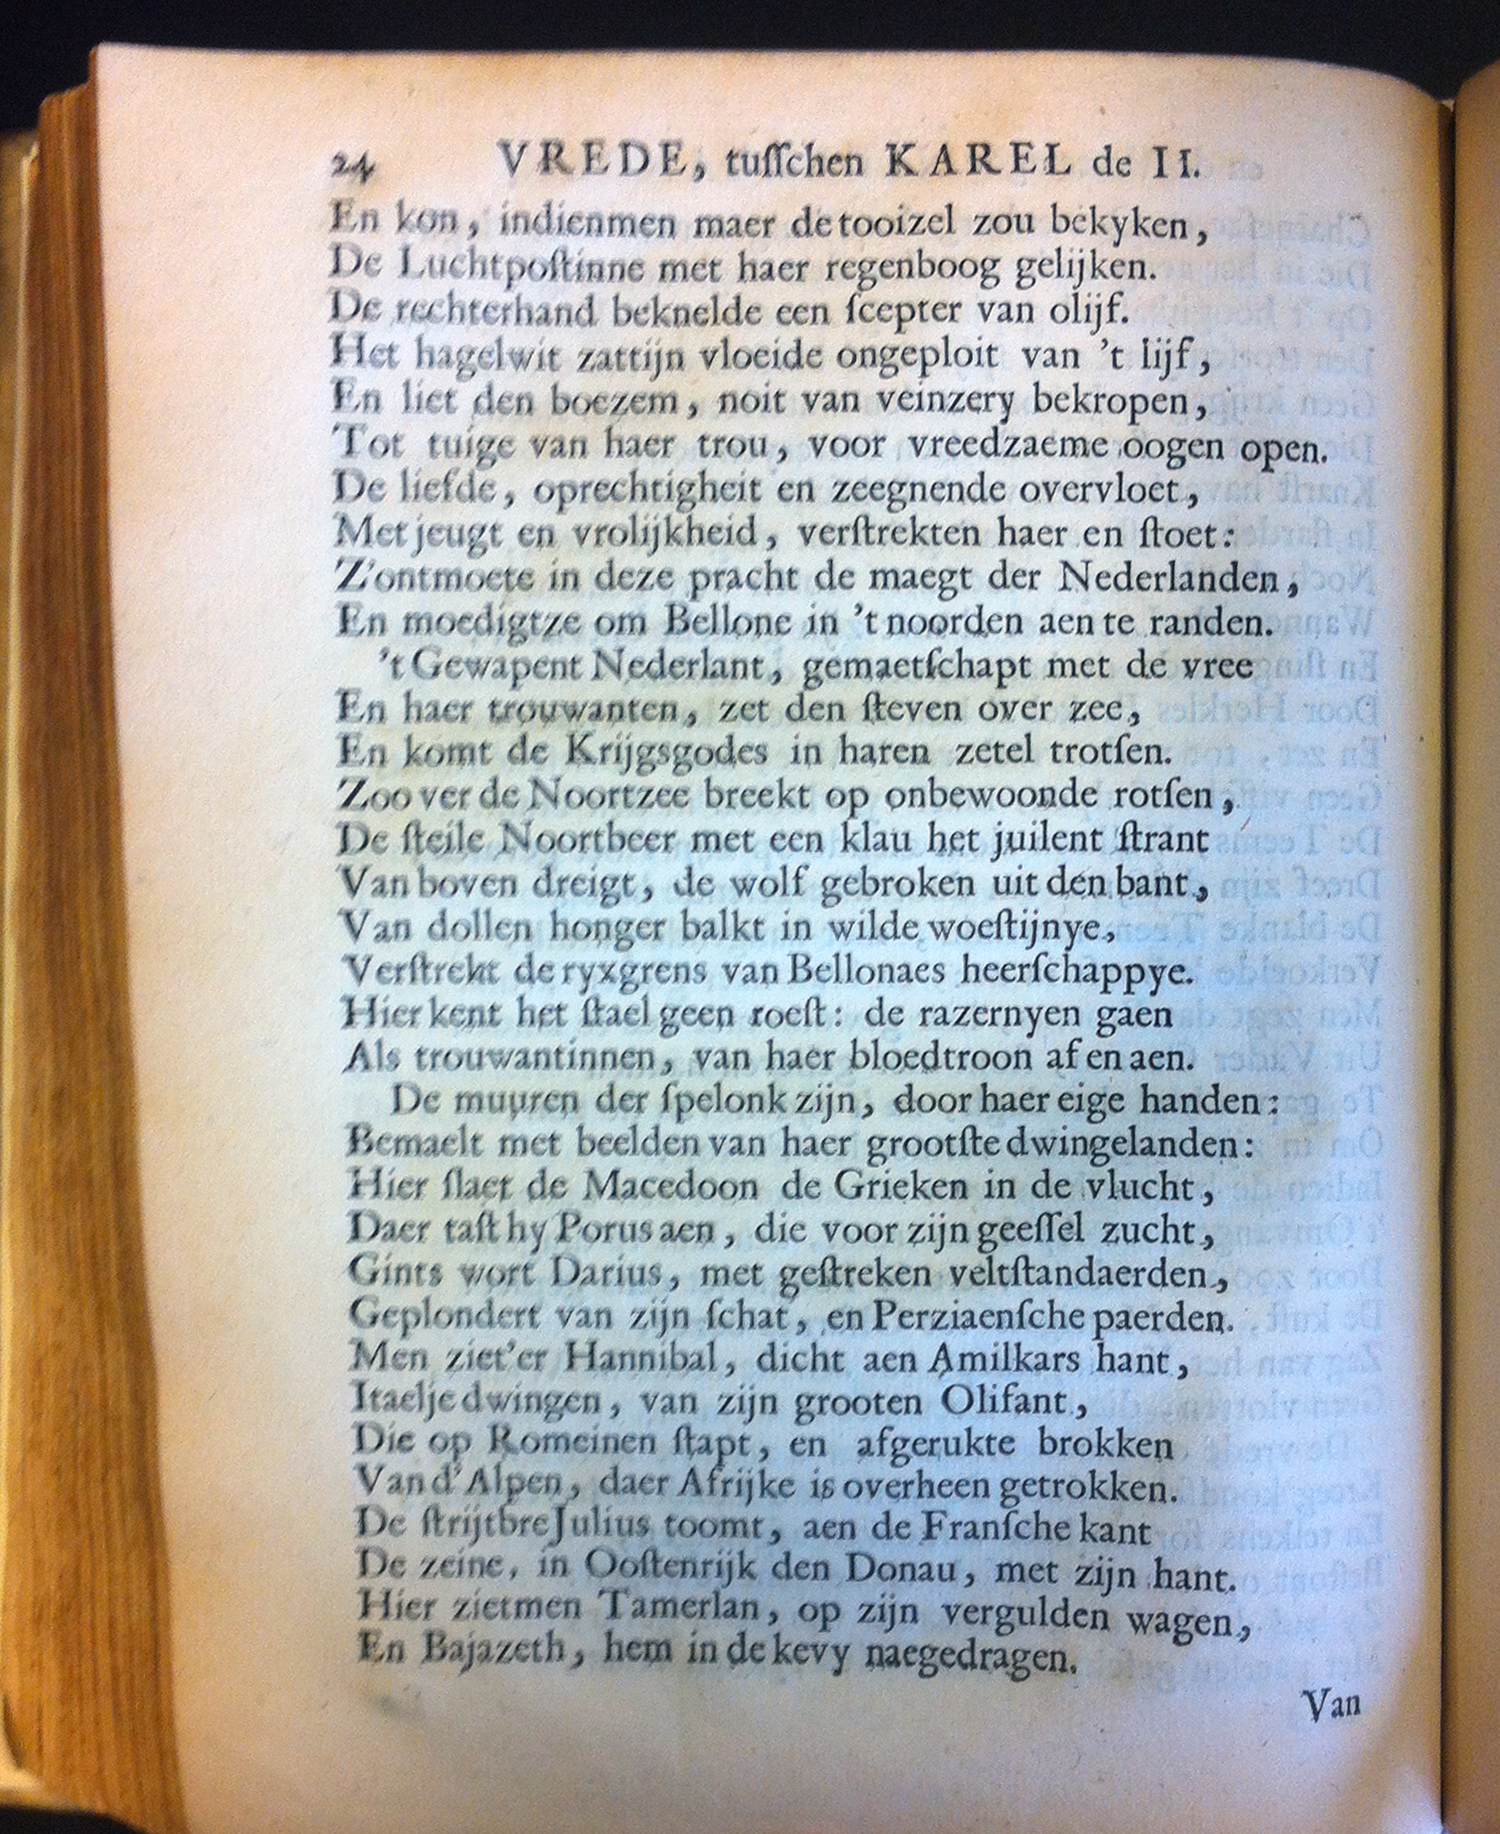 24 VREDE, tuſſchen KAREL de II.
En kon, indienmen maer de tooizel zou bekyken,
De Luchtpoſtinne met haer regenboog gelijken.
De rechterhand beknelde een ſcepter van olijf.
Het hagelwit zattijn vloeide ongeploit van 't lijf,
En liet den boezem, noit van veinzery bekropen,
Tot tuige van haer trou, voor vreedzaeme oogen open.
De liefde, oprechtigheit en zeegnende overvloet,
Met jeugt en vrolijkheid, verſtrekten haer en ſtoet:
Z'ontmoete in deze pracht de maegt der Nederlanden,
En moedigtze om Bellone in 't noorden aen te randen.
't Gewapent Nederlant, gemaetſchapt met de vree
En haer trouwanten, zet den ſteven over zee,
En komt de Krijgsgodes in haren zetel trotſen.
Zoo ver de Noortzee breekt op onbewoonde rotſen,
De ſteile Noortbeer met een klau het juilent ſtrant
Van boven dreigt, de wolf gebroken uit den bant,
Van dollen honger balkt in wilde woeſtijnye,
Verſtrekt de ryxgrens van Bellonaes heerſchappye.
Hier kent het ſtael geen roeſt: de razernyen gaen
Als trouwantinnen, van haer bloedtroon af en aen.
De muuren der ſpelonk zijn, door haer eige handen:
Bemaelt met beelden van haer grootſte dwingelanden:
Hier ſlaet de Macedoon de Grieken in de vlucht,
Daer taſt hy Porus aen, die voor zijn geeſſel zucht,
Gints wort Darius, met geſtreken veltſtandaerden,
Geplondert van zijn ſchat, en Perziaenſche paerden.
Men ziet'er Hannibal, dicht aen Amilkars hant,
Itaelje dwingen, van zijn grooten Olifant,
Die op Romeinen ſtapt, en afgerukte brokken
Van d'Alpen, daer Afrijke is overheen getrokken.
De ſtrijtbre Julius toomt, aen de Franſche kant
De zeine, in Ooſtenrijk den Donau, met zijn hant.
Hier zietmen Tamerlan, op zijn vergulden wagen,
En Bajazeth, hem in de kevy naegedragen.
Van